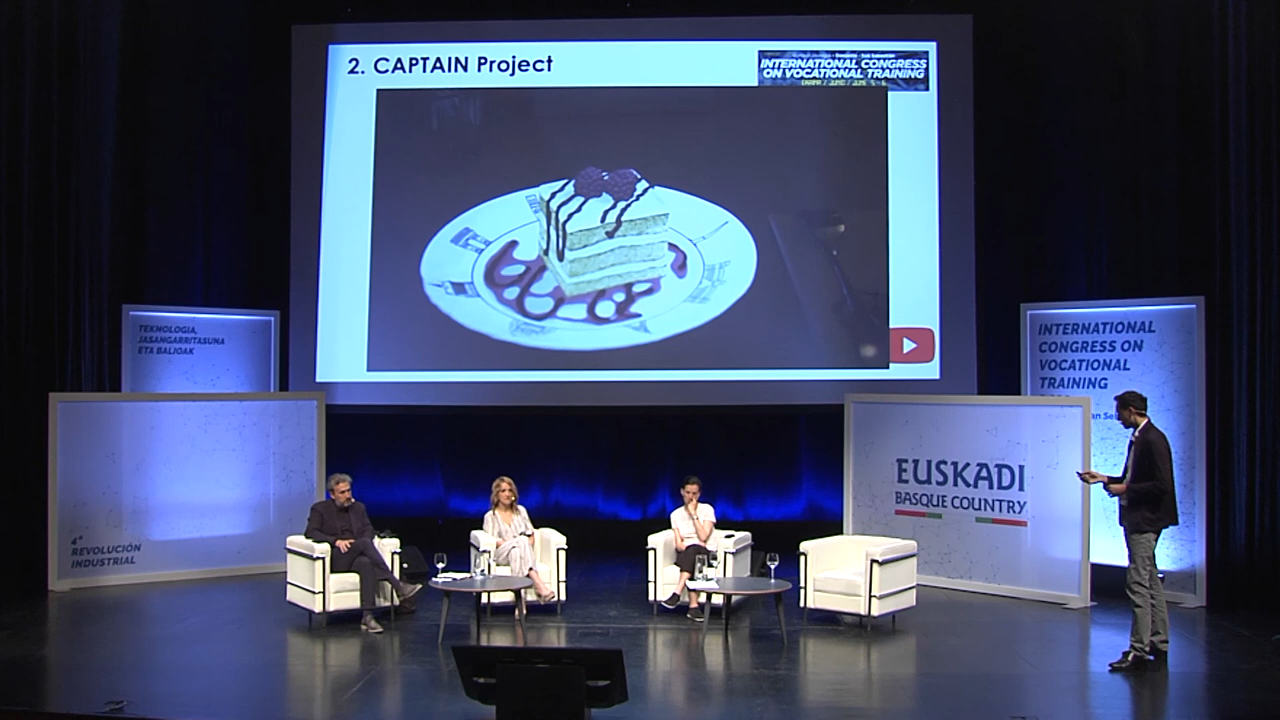 2. CAPTAIN Project
INTERNATIONAL CONGRESS
ON VOCATIONAL TRAINING
TEKNOLOGIA,
JASANGARRITASUNA
ETA BALIOAK
INTERNATIONAL
CONGRESS ON
VOCATIONAL
TRAINING
4ª
REVOLUCIÓN
INDUSTRIAL
EUSKADI
BASQUE COUNTRY